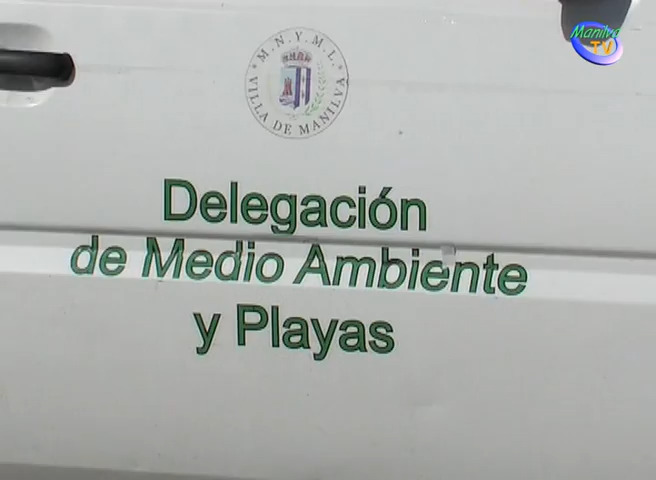 Manilva
TV
M.N.Y.M.L.
VILLA DE MANILVA
Delegación
de Medio Ambiente
y Playas